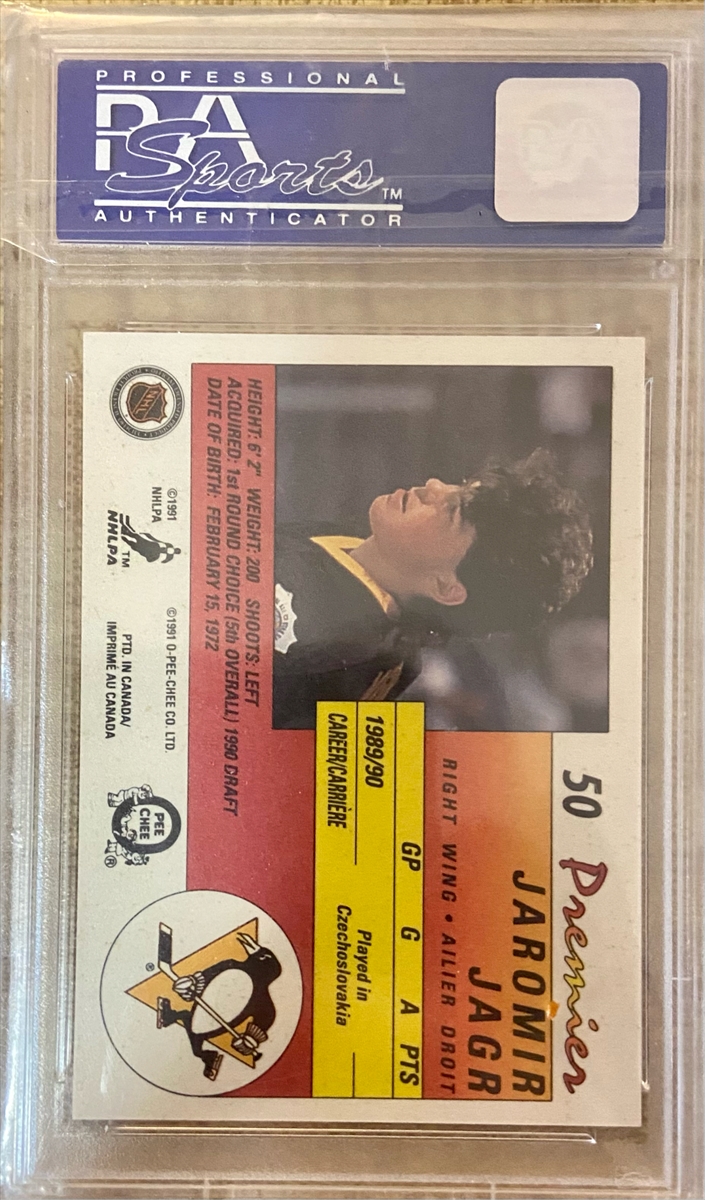 PROFESSIONAL
PSA
Sports™
AUTHENTICATOR
50 Premier
JAROMIR
JAGR
RIGHT WING • AILIER DROIT
GP G A PTS
1989/90 Played in
Czechoslovakia
CAREER/CARRIÈRE
HEIGHT: 6' 2" WEIGHT: 200 SHOOTS: LEFT
ACQUIRED: 1st ROUND CHOICE (5th OVERALL) 1990 DRAFT
DATE OF BIRTH: FEBRUARY 15, 1972
NHL
©1991
NHLPA
™
NHLPA
©1991 O-PEE-CHEE CO. LTD.
PTD. IN CANADA/
IMPRIMÉ AU CANADA
O
PEE
CHEE
®
®